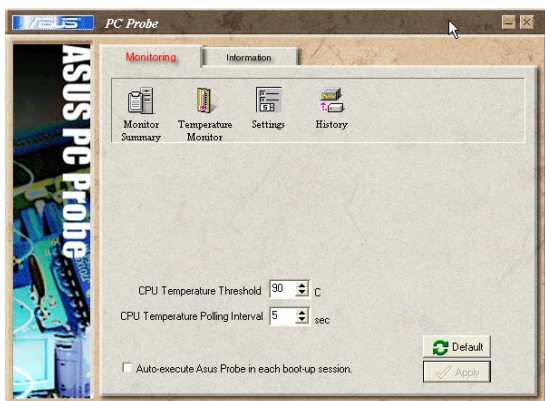 ASUS PC Probe
ASUS PC Probe
Monitoring Information
Monitor Summary
Temperature Monitor
Settings
History
CPU Temperature Threshold 90 C
CPU Temperature Polling Interval 5 sec
Auto-execute Asus Probe in each boot-up session.
Default
Apply